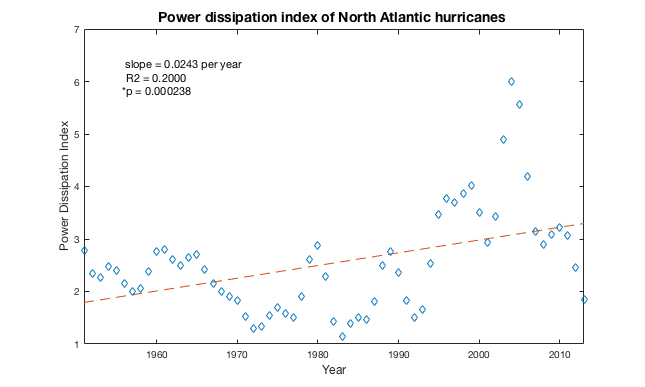 Power dissipation index of North Atlantic hurricanes
7
slope = 0.0243 per year
R2 = 0.2000
*p = 0.000238
6
5
4
3
2
1
Power Dissipation Index
1960 1970 1980 1990 2000 2010
Year